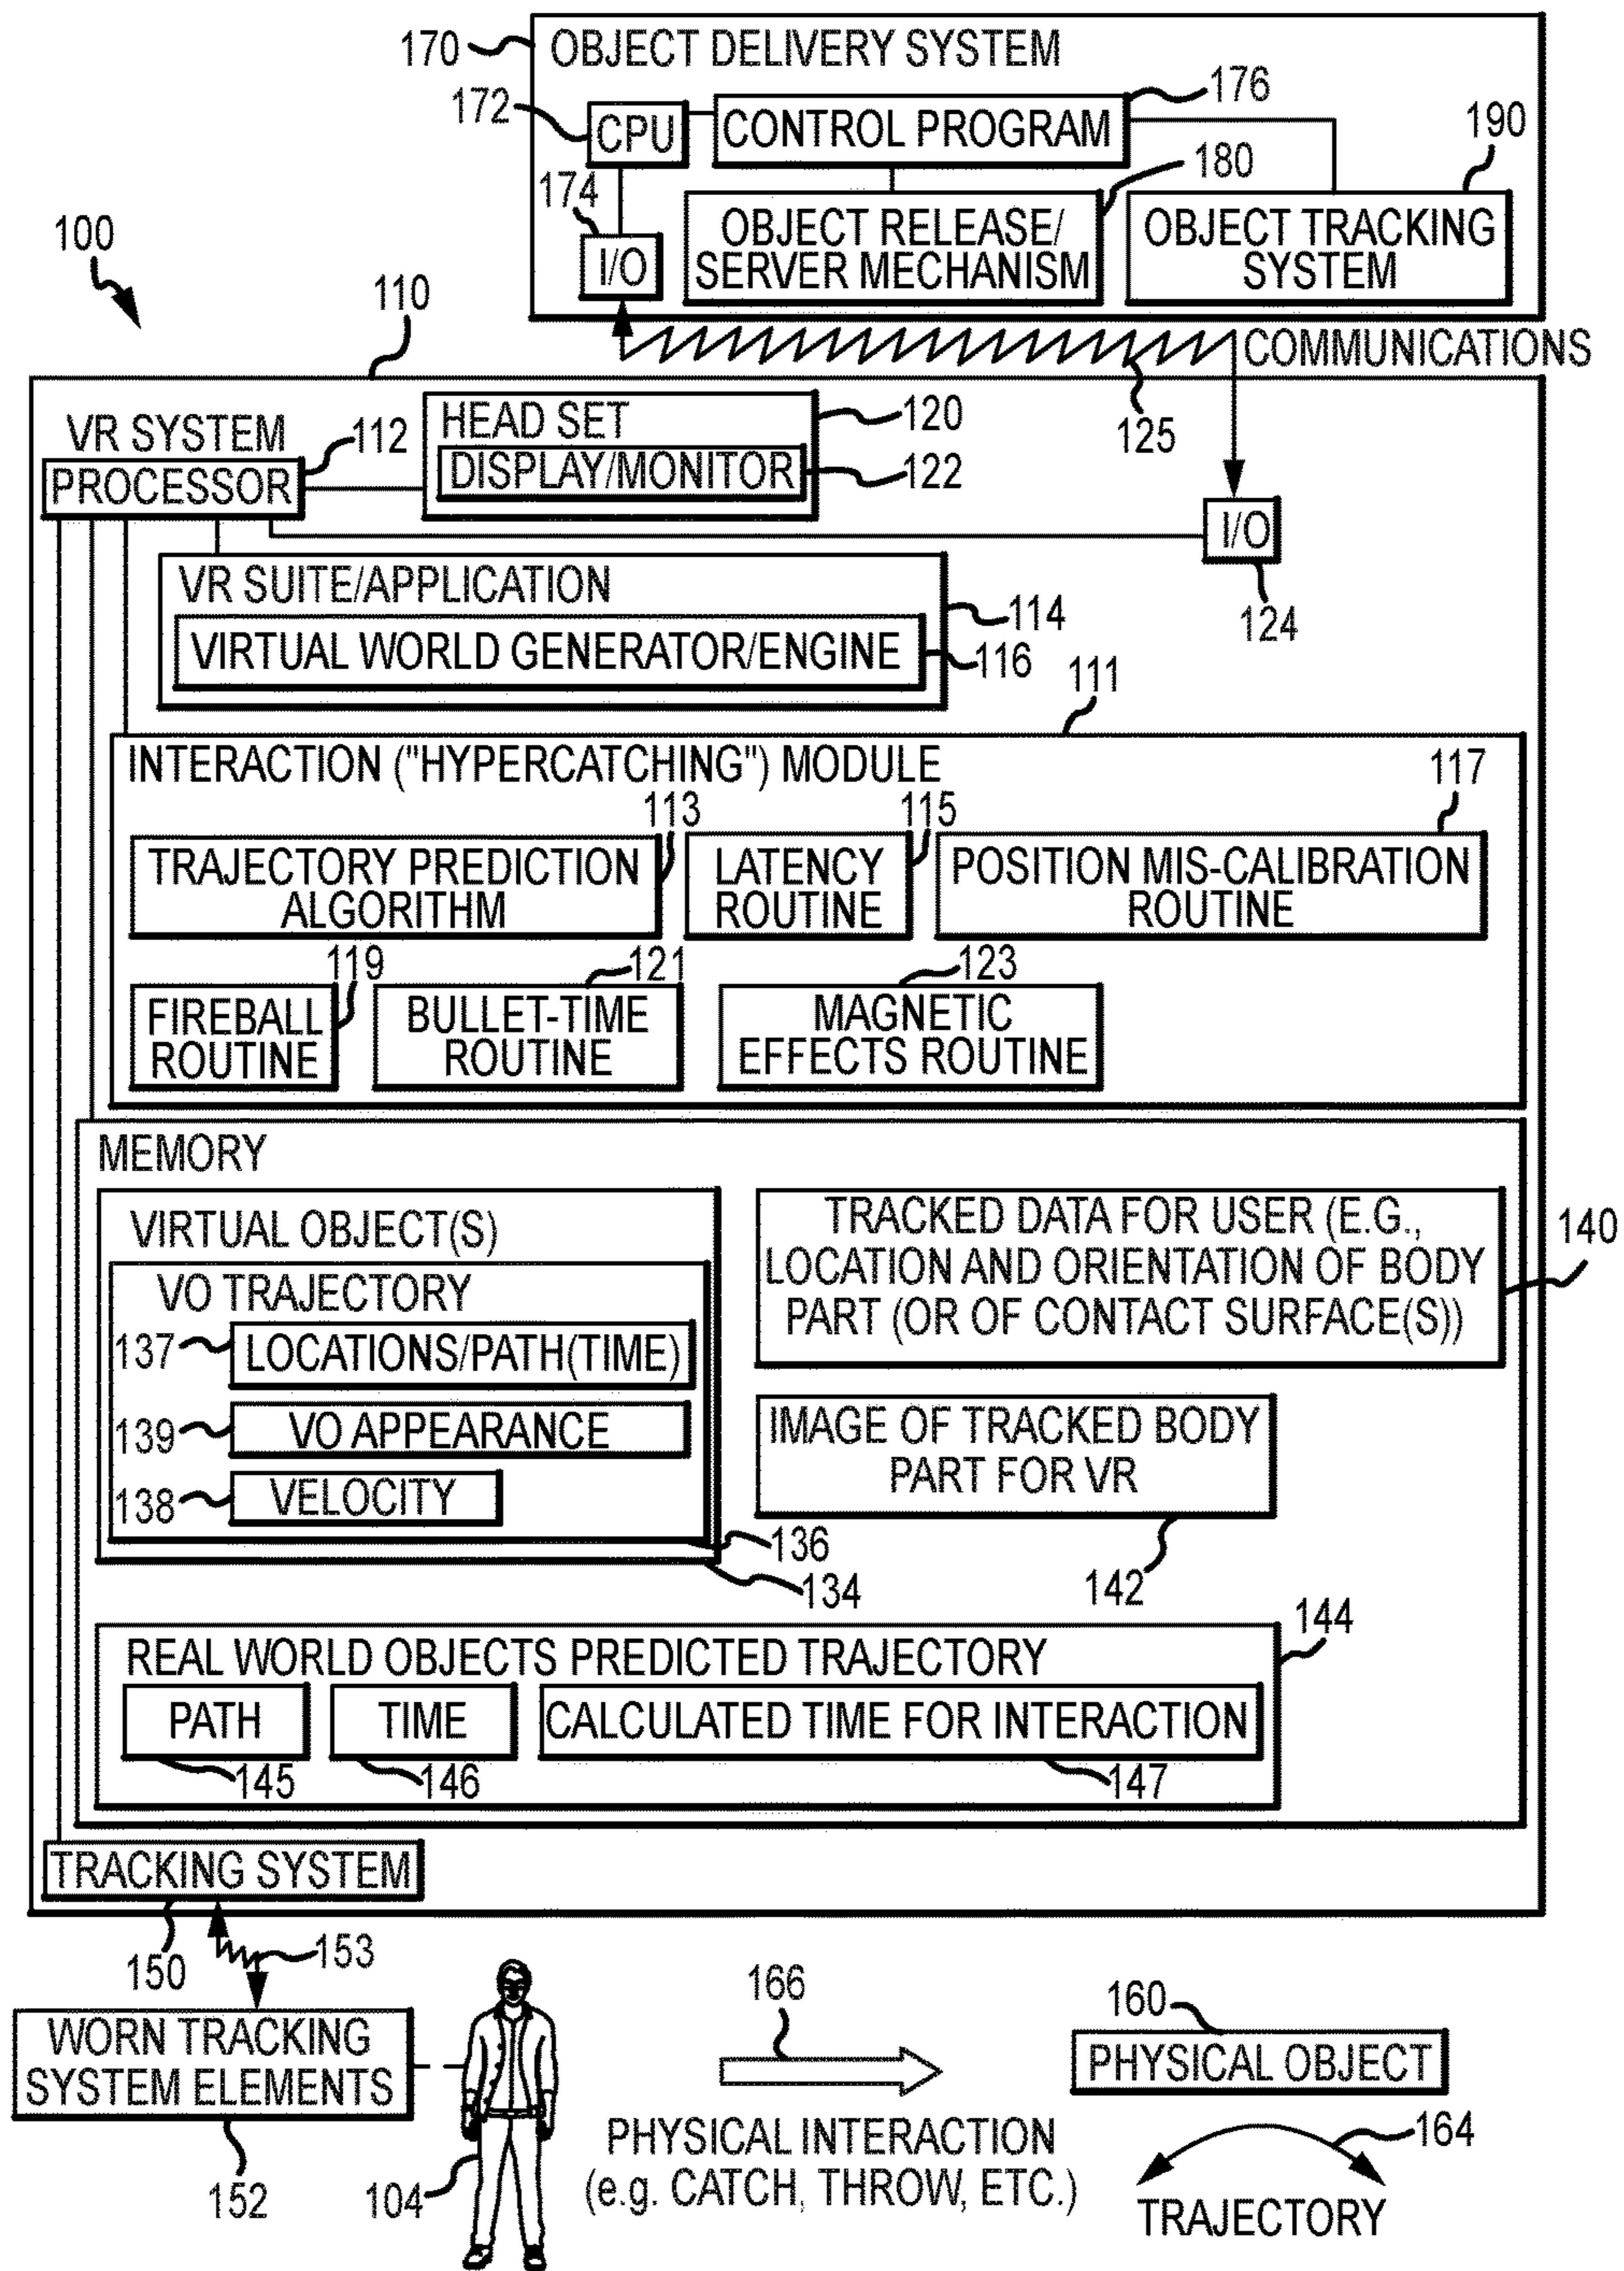 170
OBJECT DELIVERY SYSTEM
172
CPU
CONTROL PROGRAM
176
190
174
I/O
180
OBJECT RELEASE/
SERVER MECHANISM
OBJECT TRACKING
SYSTEM
100
110
COMMUNICATIONS
125
VR SYSTEM
112
PROCESSOR
HEAD SET
120
DISPLAY/MONITOR
122
I/O
124
VR SUITE/APPLICATION
114
VIRTUAL WORLD GENERATOR/ENGINE
116
111
INTERACTION ("HYPERCATCHING") MODULE
113
115
117
TRAJECTORY PREDICTION
ALGORITHM
LATENCY
ROUTINE
POSITION MIS-CALIBRATION
ROUTINE
119
121
123
FIREBALL
ROUTINE
BULLET-TIME
ROUTINE
MAGNETIC
EFFECTS ROUTINE
MEMORY
VIRTUAL OBJECT(S)
VO TRAJECTORY
137
LOCATIONS/PATH(TIME)
139
VO APPEARANCE
138
VELOCITY
136
134
TRACKED DATA FOR USER (E.G.,
LOCATION AND ORIENTATION OF BODY
PART (OR OF CONTACT SURFACE(S))
140
IMAGE OF TRACKED BODY
PART FOR VR
142
144
REAL WORLD OBJECTS PREDICTED TRAJECTORY
PATH
TIME
CALCULATED TIME FOR INTERACTION
145
146
147
TRACKING SYSTEM
150
153
WORN TRACKING
SYSTEM ELEMENTS
152
104
166
PHYSICAL INTERACTION
(e.g. CATCH, THROW, ETC.)
160
PHYSICAL OBJECT
164
TRAJECTORY